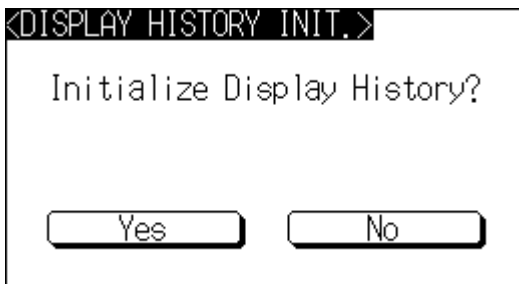 <DISPLAY HISTORY INIT.>
Initialize Display History?
Yes No